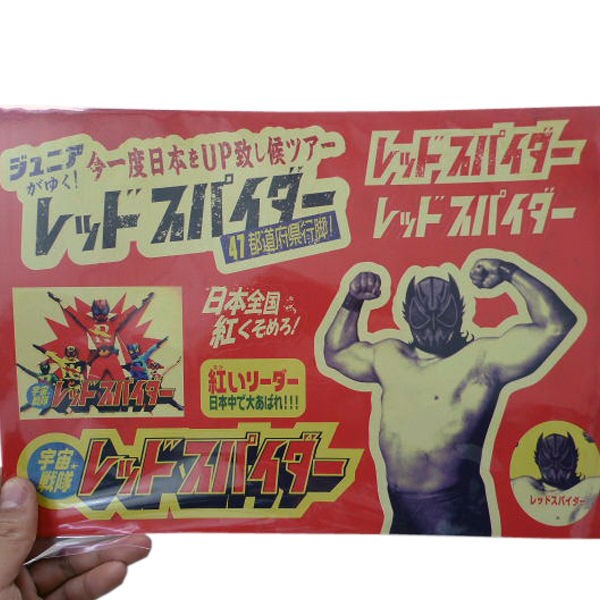 ジュニア
がゆく!
今一度日本をUP致し候ツアー
レッドスパイダー
47都道府県行脚!
レッドスパイダー
レッドスパイダー
日本全国
紅くそめろ!
宇宙戦隊
レッドスパイダー
紅いリーダー
日本中で大あばれ!!!
宇宙
戦隊
レッドスパイダー
レッドスパイダー